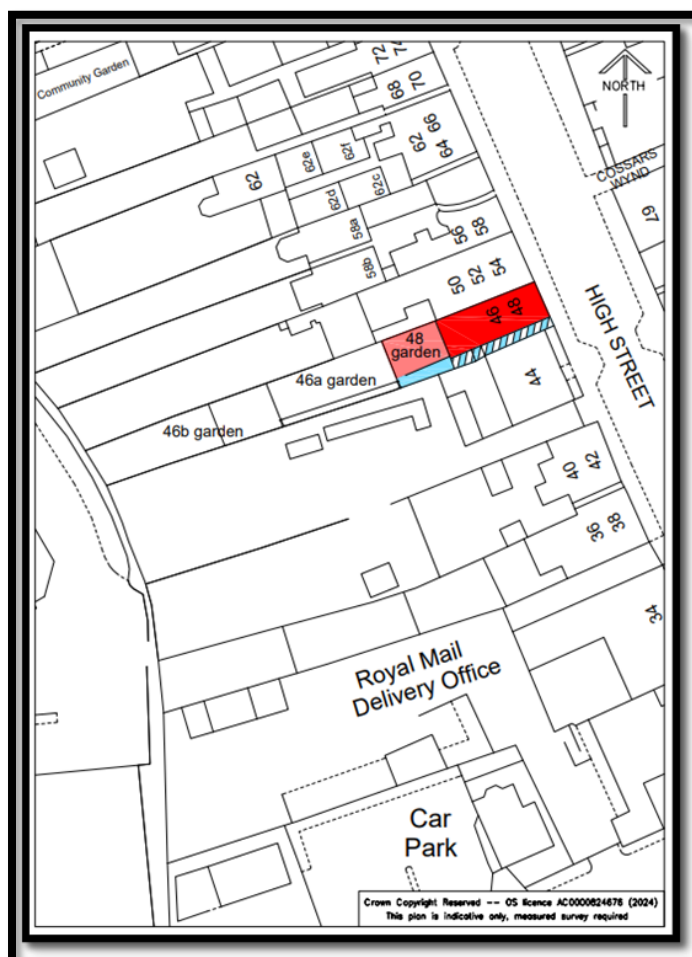 Community Garden
72
74
68
70
NORTH
62
64
66
62e
62f
62
62d
62c
COSSARS
WYND
79
58a
56
58
58b
50
52
54
46
48
HIGH STREET
48
garden
46a garden
44
46b garden
40
42
36
38
34
Royal Mail
Delivery Office
Car
Park
Crown Copyright Reserved -- OS licence AC0000824676 (2024)
This plan is indicative only, measured survey required